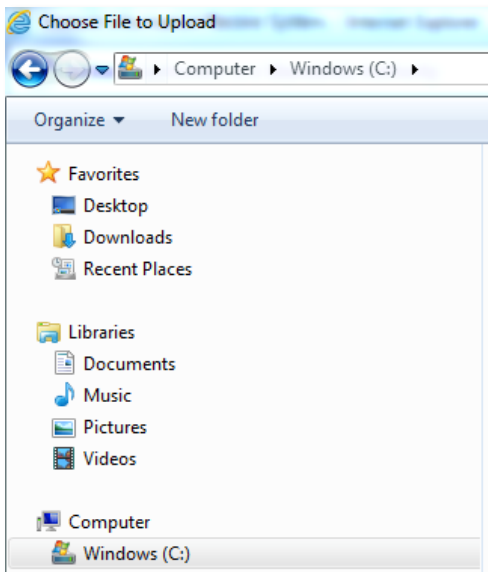 Choose File to Upload
Computer Windows (C:)
Organize New folder
Favorites
Desktop
Downloads
Recent Places
Libraries
Documents
Music
Pictures
Videos
Computer
Windows (C:)